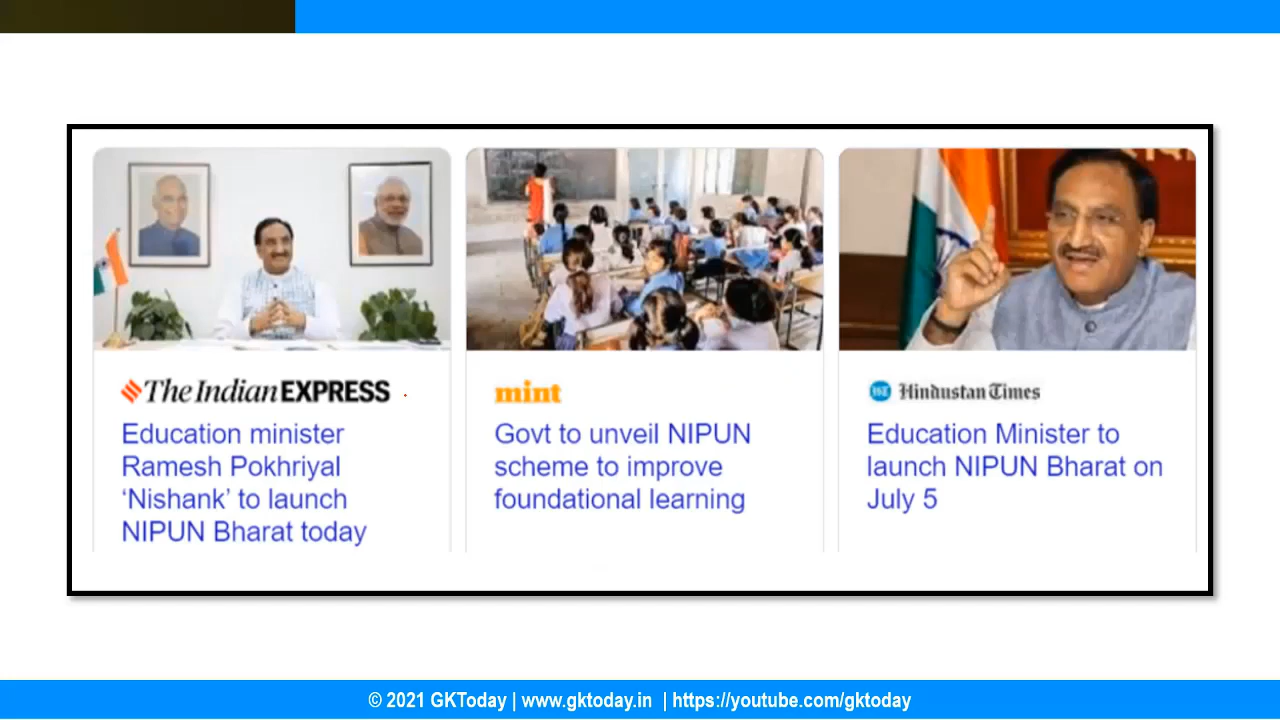 The Indian EXPRESS
Education minister
Ramesh Pokhriyal
‘Nishank’ to launch
NIPUN Bharat today
mint
Govt to unveil NIPUN
scheme to improve
foundational learning
HT Hindustan Times
Education Minister to
launch NIPUN Bharat on
July 5
© 2021 GKToday | www.gktoday.in | https://youtube.com/gktoday